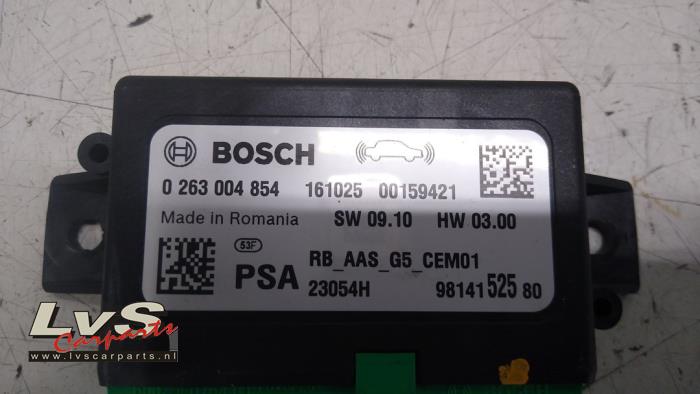 BOSCH
0 263 004 854 161025 00159421
Made in Romania SW 09.10 HW 03.00
53F
PSA RB_AAS_G5_CEM01
23054H 98141 525 80
LvS
Carparts
www.lvscarparts.nl